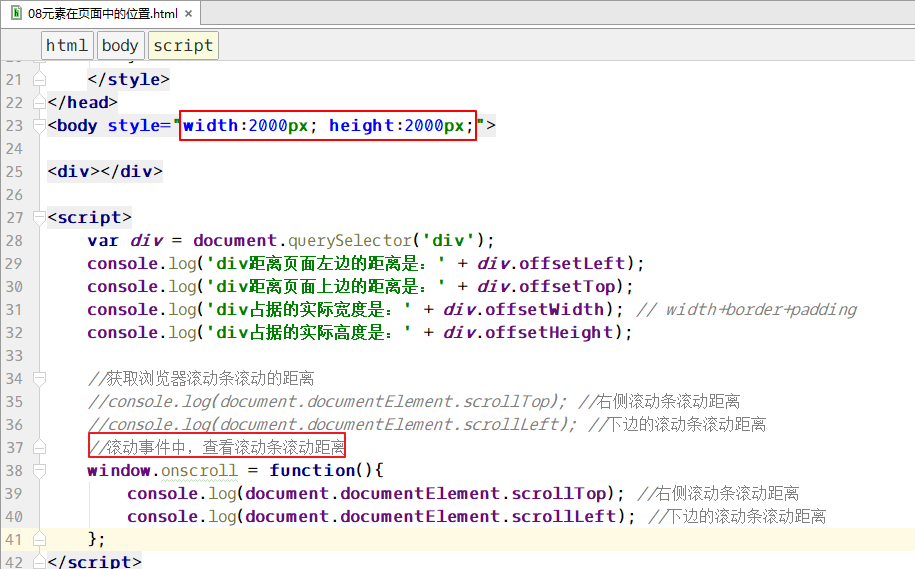 08元素在页面中的位置.html ×
html body script
21 </style>
22 </head>
23 <body style="width:2000px; height:2000px;">
24
25 <div></div>
26
27 <script>
28 var div = document.querySelector('div');
29 console.log('div距离页面左边的距离是：' + div.offsetLeft);
30 console.log('div距离页面上边的距离是：' + div.offsetTop);
31 console.log('div占据的实际宽度是：' + div.offsetWidth); // width+border+padding
32 console.log('div占据的实际高度是：' + div.offsetHeight);
33
34 //获取浏览器滚动条滚动的距离
35 //console.log(document.documentElement.scrollTop); //右侧滚动条滚动距离
36 //console.log(document.documentElement.scrollLeft); //下边的滚动条滚动距离
37 //滚动事件中，查看滚动条滚动距离
38 window.onscroll = function(){
39 console.log(document.documentElement.scrollTop); //右侧滚动条滚动距离
40 console.log(document.documentElement.scrollLeft); //下边的滚动条滚动距离
41 };
42 </script>